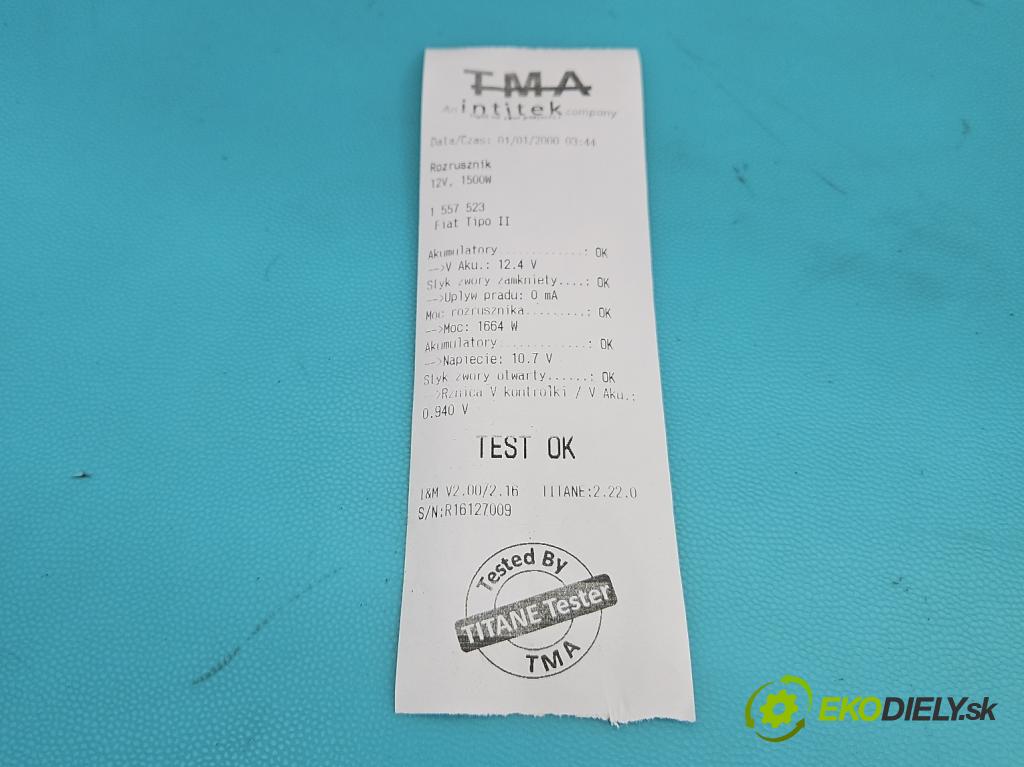 TMA
An intitek company
Data/Czas: 01/01/2000 03:44
Rozrusznik
12V, 1500W
1 557 523
Fiat Tipo II
Akumulatory............: OK
-->V Aku.: 12.4 V
Styk zwory zamkniety....: OK
-->Uplyw pradu: 0 mA
Moc rozrusznika.........: OK
-->Moc: 1664 W
Akumulatory.............: OK
-->Napiecie: 10.7 V
Styk zwory otwarty......: OK
-->Rznica V kontrolki / V Aku.:
0.940 V
TEST OK
I&M V2.00/2.16 TITANE:2.22.0
S/N:R16127009
Tested By
TITANE Tester
TMA
EKODIELY.sk